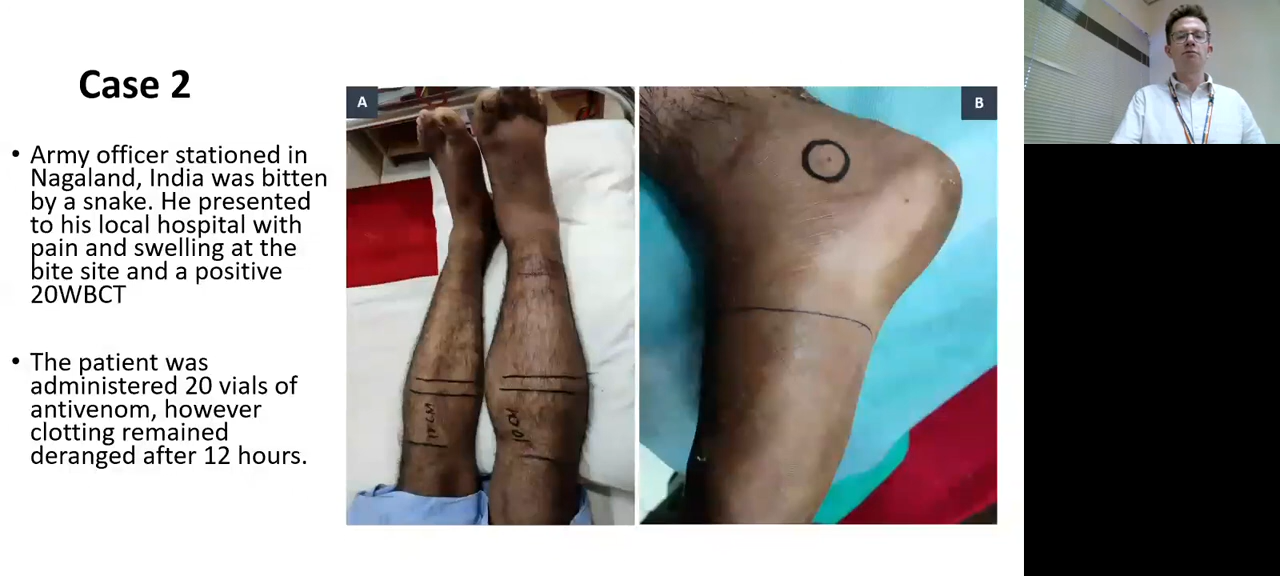 Case 2
• Army officer stationed in
Nagaland, India was bitten
by a snake. He presented
to his local hospital with
pain and swelling at the
bite site and a positive
20WBCT
• The patient was
administered 20 vials of
antivenom, however
clotting remained
deranged after 12 hours.
A
B